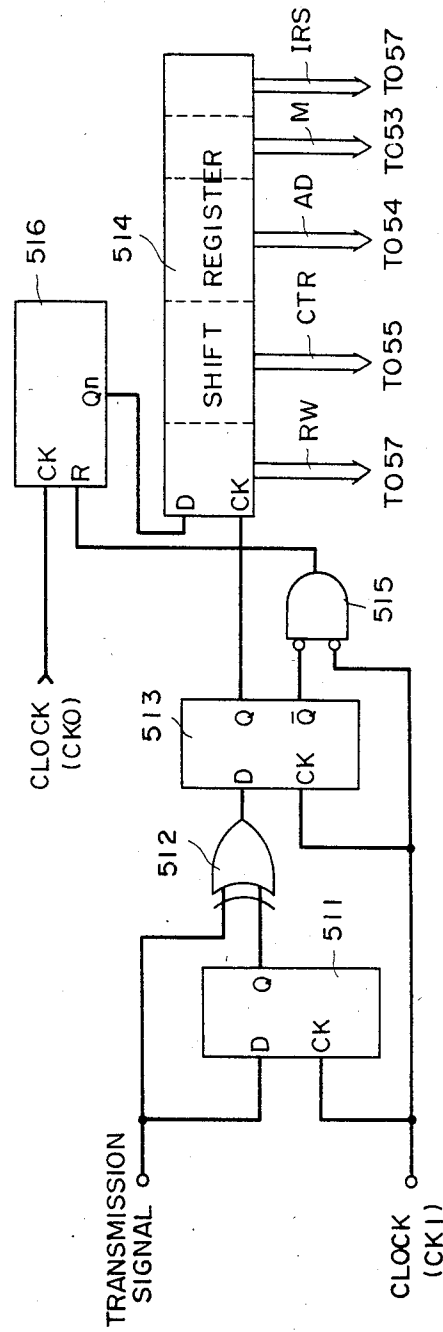 TRANSMISSION
SIGNAL
CLOCK
(CK1)
D
CK
Q
511
512
D
CK
Q
Q̅
513
515
CLOCK
(CK0)
CK
R
Qn
516
D
CK
SHIFT REGISTER
514
RW
CTR
AD
M
IRS
TO57
TO55
TO54
TO53
TO57